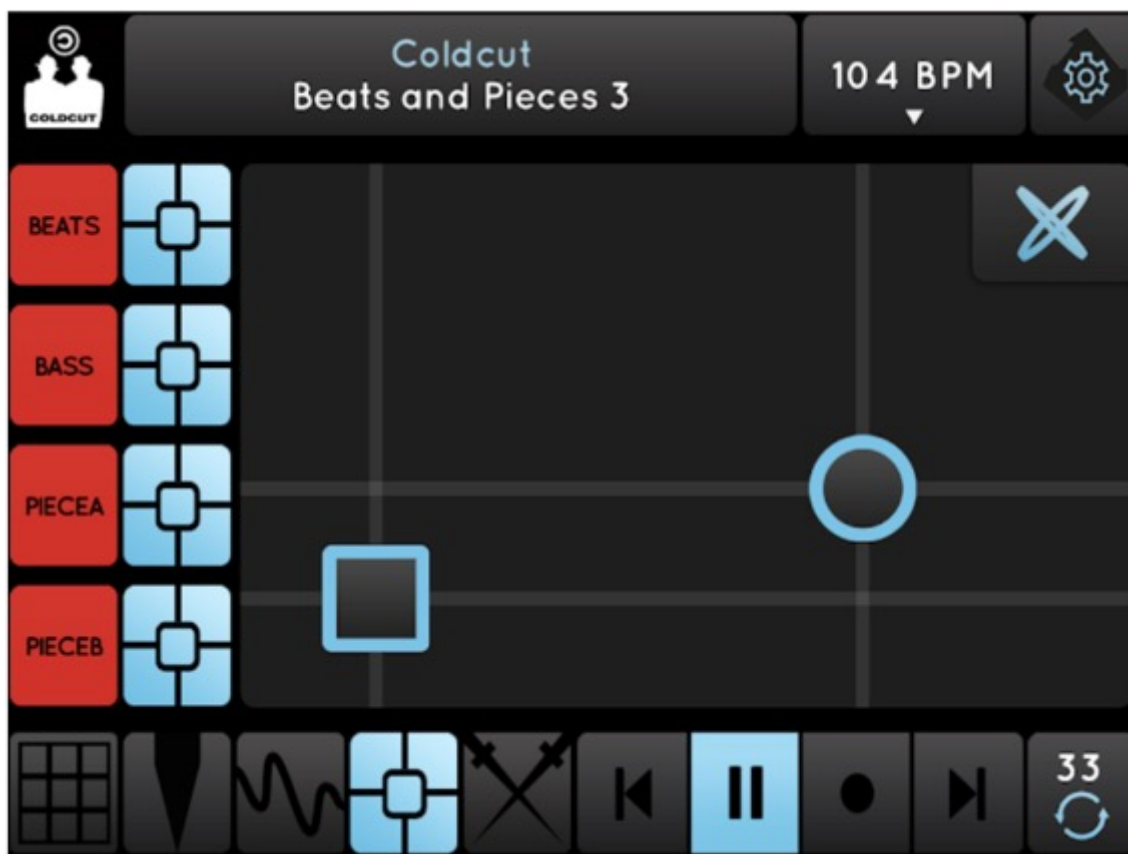 COLDCUT
Coldcut
Beats and Pieces 3
104 BPM
BEATS
BASS
PIECEA
PIECEB
33